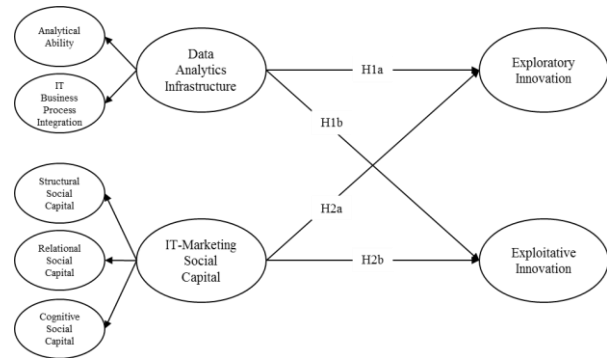 Analytical
Ability
IT
Business
Process
Integration
Data
Analytics
Infrastructure
H1a
Exploratory
Innovation
H1b
Structural
Social
Capital
Relational
Social
Capital
Cognitive
Social
Capital
IT-Marketing
Social
Capital
H2a
H2b
Exploitative
Innovation